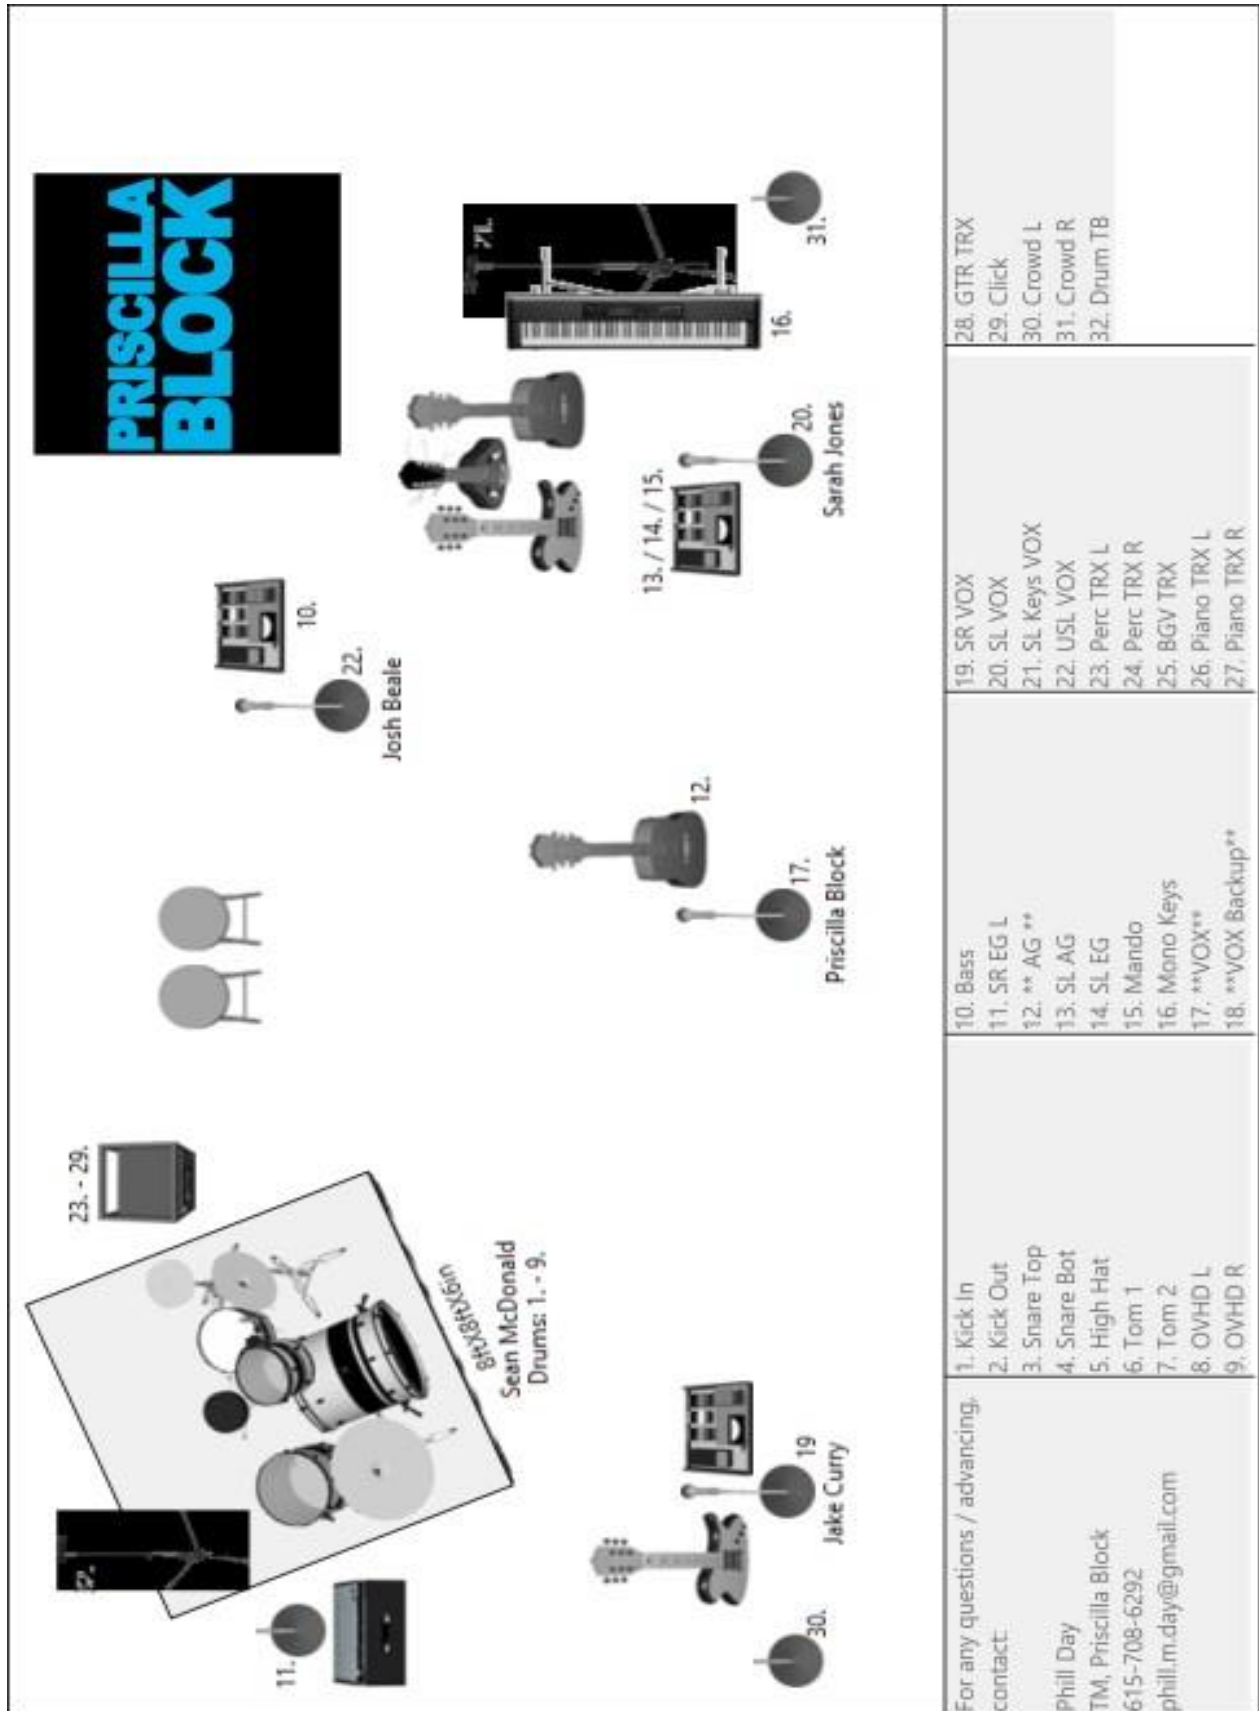 PRISCILLA
BLOCK
23. - 29.
32.
11.
8ftX8ftX6in
Sean McDonald
Drums: 1. - 9.
10.
22.
Josh Beale
21.
16.
31.
13. / 14. / 15.
20.
Sarah Jones
12.
17.
Priscilla Block
19
Jake Curry
30.
For any questions / advancing,
contact:
Phill Day
TM, Priscilla Block
615-708-6292
phill.m.day@gmail.com
1. Kick In
2. Kick Out
3. Snare Top
4. Snare Bot
5. High Hat
6. Tom 1
7. Tom 2
8. OVHD L
9. OVHD R
10. Bass
11. SR EG L
12. ** AG **
13. SL AG
14. SL EG
15. Mando
16. Mono Keys
17. **VOX**
18. **VOX Backup**
19. SR VOX
20. SL VOX
21. SL Keys VOX
22. USL VOX
23. Perc TRX L
24. Perc TRX R
25. BGV TRX
26. Piano TRX L
27. Piano TRX R
28. GTR TRX
29. Click
30. Crowd L
31. Crowd R
32. Drum TB